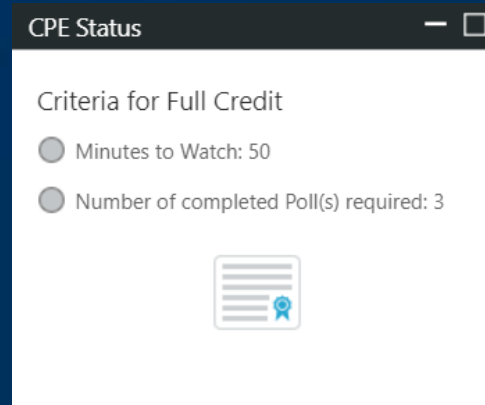 CPE Status
Criteria for Full Credit
Minutes to Watch: 50
Number of completed Poll(s) required: 3